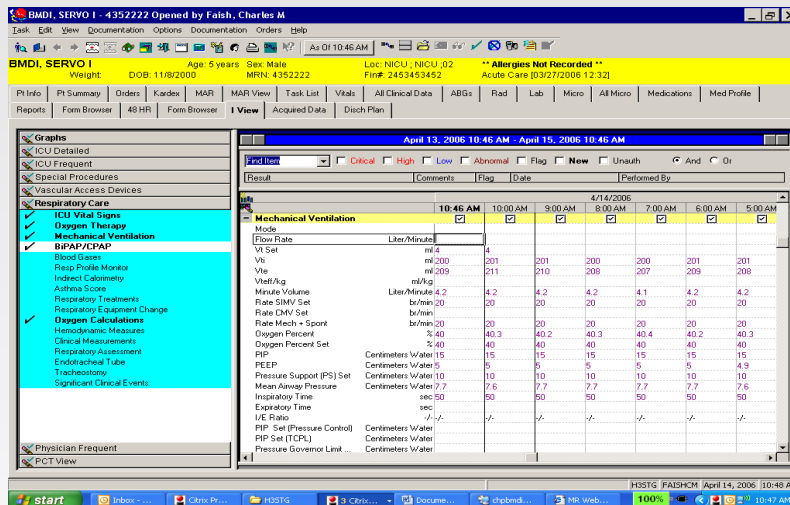 BMDI, SERVO I - 4352222 Opened by Faish, Charles M
Task Edit View Documentation Options Documentation Orders Help
As Of 10:46 AM
BMDI, SERVO I Age: 5 years Sex: Male Loc: NICU ; NICU ;02 ** Allergies Not Recorded **
Weight: DOB: 11/8/2000 MRN: 4352222 Fin#: 2453453452 Acute Care [03/27/2006 12:32]
Pt Info Pt Summary Orders Kardex MAR MAR View Task List Vitals All Clinical Data ABGs Rad Lab Micro All Micro Medications Med Profile
Reports Form Browser 48 HR Form Browser I View Acquired Data Disch Plan
Graphs
ICU Detailed
ICU Frequent
Special Procedures
Vascular Access Devices
Respiratory Care
ICU Vital Signs
Oxygen Therapy
Mechanical Ventilation
BiPAP/CPAP
Blood Gases
Resp Profile Monitor
Indirect Calorimetry
Asthma Score
Respiratory Treatments
Respiratory Equipment Change
Oxygen Calculations
Hemodynamic Measures
Clinical Measurements
Respiratory Assessment
Endotracheal Tube
Tracheostomy
Significant Clinical Events
Physician Frequent
PCT View
April 13, 2006 10:46 AM - April 15, 2006 10:46 AM
Find Item Critical High Low Abnormal Flag New Unauth And Or
Result Comments Flag Date Performed By
4/14/2006
10:46 AM 10:00 AM 9:00 AM 8:00 AM 7:00 AM 6:00 AM 5:00 AM
Mechanical Ventilation
Mode
Flow Rate Liter/Minute
Vt Set ml 4 4
Vti ml 200 201 201 200 200 201 201
Vte ml 209 211 210 208 207 209 208
Vteff/kg ml/kg
Minute Volume Liter/Minute 4.2 4.2 4.2 4.2 4.1 4.2 4.2
Rate SIMV Set br/min 20 20 20 20 20 20 20
Rate CMV Set br/min
Rate Mech + Spont br/min 20 20 20 20 20 20 20
Oxygen Percent % 40 40.3 40.2 40.3 40.4 40.2 40.3
Oxygen Percent Set % 40 40 40 40 40 40 40
PIP Centimeters Water 15 15 15 15 15 15 15
PEEP Centimeters Water 5 5 5 5 5 5 4.9
Pressure Support (PS) Set Centimeters Water 10 10 10 10 10 10 10
Mean Airway Pressure Centimeters Water 7.7 7.6 7.7 7.7 7.7 7.7 7.6
Inspiratory Time sec 50 50 50 50 50 50 50
Expiratory Time sec
I/E Ratio -/- -/- -/- -/- -/- -/- -/- -/-
PIP Set (Pressure Control) Centimeters Water
PIP Set (TCPL) Centimeters Water
Pressure Governor Limit ... Centimeters Water
H3STG FAISHCM April 14, 2006 10:48 A
start Inbox - ... Citrix Pr... H3STG 3 Citrix... Docume... chpbmdi... MR Web... 100% 10:47 AM